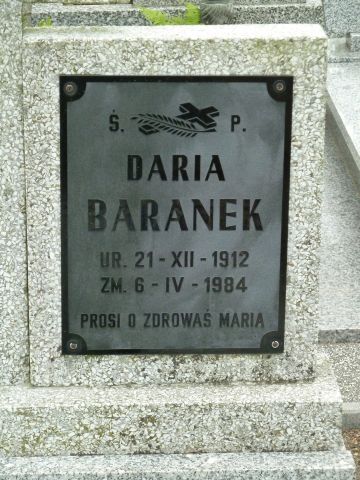 Ś. P.
DARIA
BARANEK
UR. 21-XII-1912
ZM. 6-IV-1984
PROSI O ZDROWAŚ MARIA